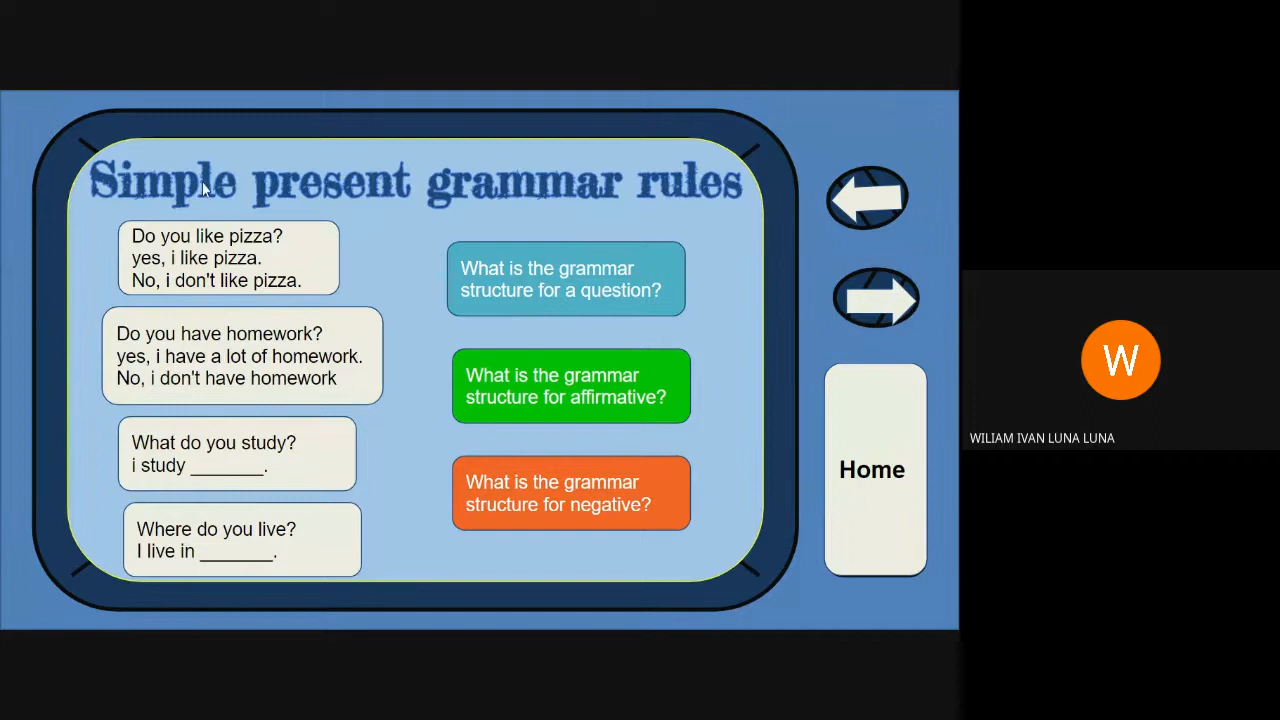 Simple present grammar rules
Do you like pizza?
yes, i like pizza.
No, i don't like pizza.
Do you have homework?
yes, i have a lot of homework.
No, i don't have homework
What do you study?
i study _______.
Where do you live?
I live in _______.
What is the grammar
structure for a question?
What is the grammar
structure for affirmative?
What is the grammar
structure for negative?
Home
W
WILIAM IVAN LUNA LUNA